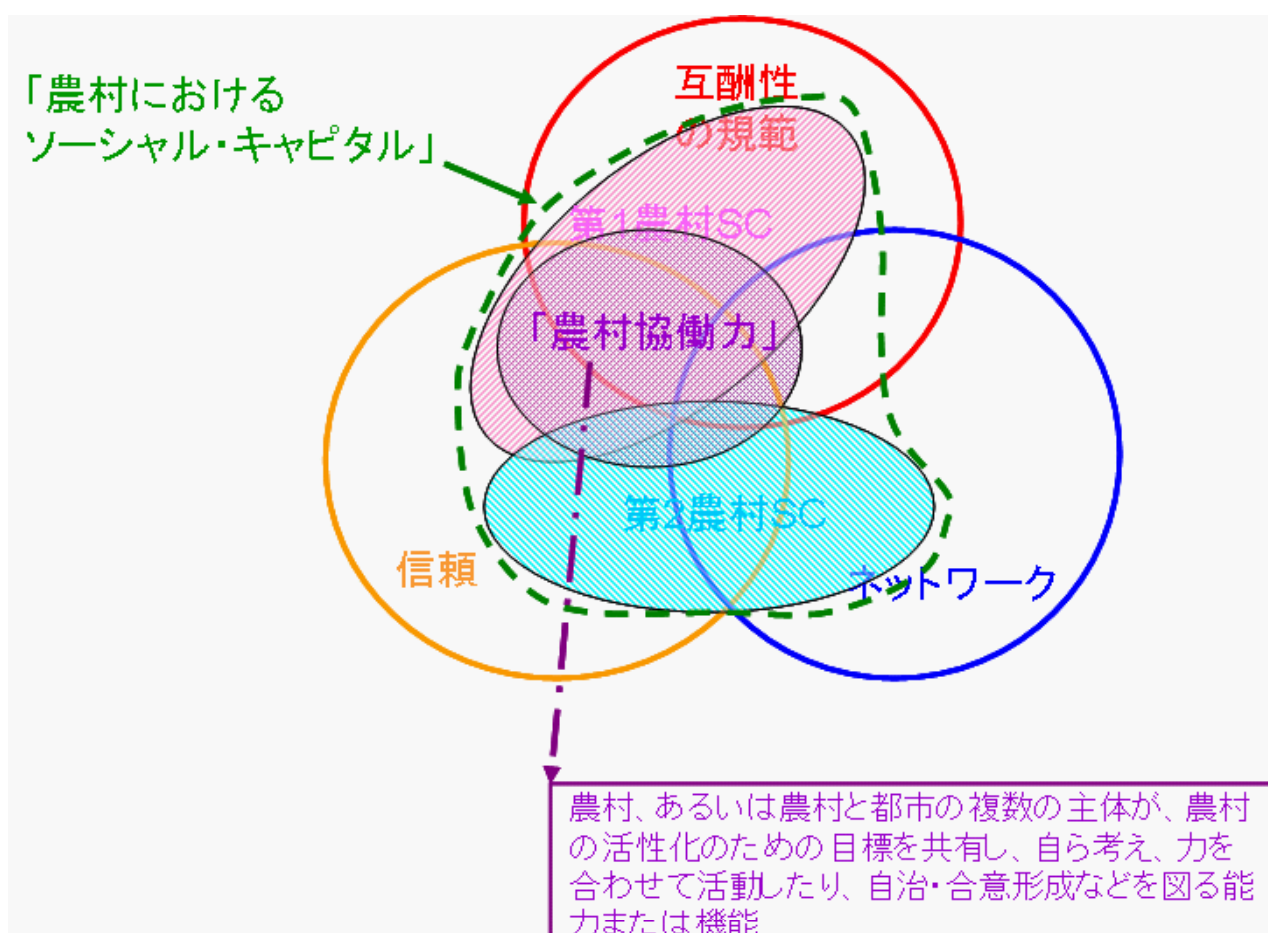 「農村における
ソーシャル・キャピタル」
互酬性
の規範
第1農村SC
「農村協働力」
第2農村SC
信頼
ネットワーク
農村、あるいは農村と都市の複数の主体が、農村
の活性化のための目標を共有し、自ら考え、力を
合わせて活動したり、自治・合意形成などを図る能
力または機能